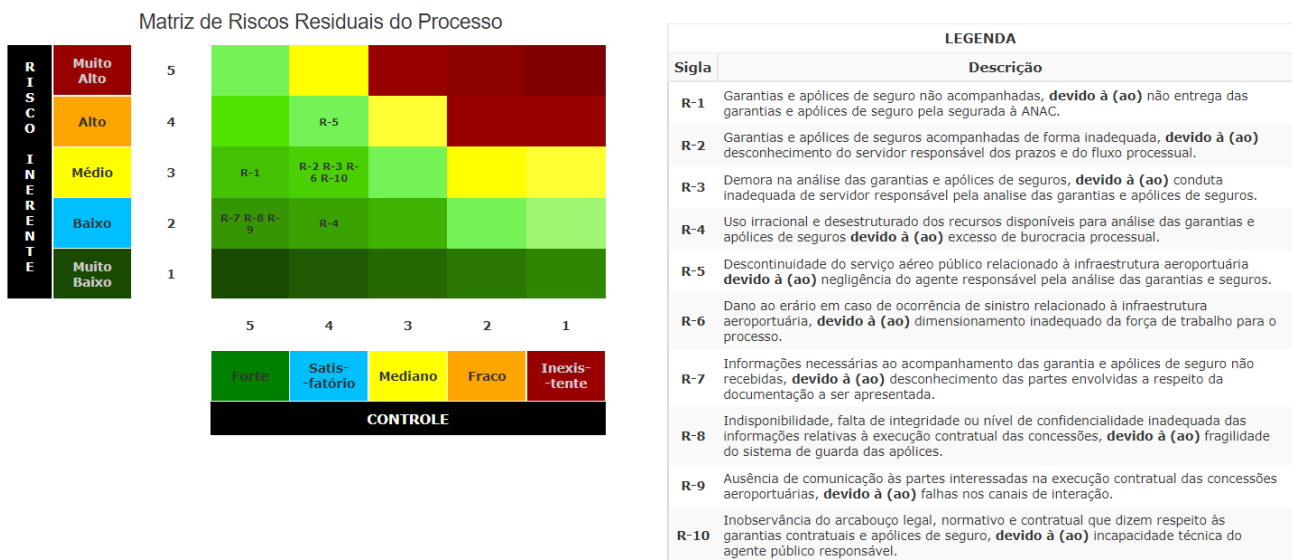 Matriz de Riscos Residuais do Processo
RISCO INERENTE
Muito
Alto
5
Alto
4
R-5
Médio
3
R-1
R-2 R-3 R-
6 R-10
Baixo
2
R-7 R-8 R-
9
R-4
Muito
Baixo
1
5 4 3 2 1
Forte
Satis-
-fatório
Mediano
Fraco
Inexis-
-tente
CONTROLE
LEGENDA
Sigla Descrição
R-1
Garantias e apólices de seguro não acompanhadas, devido à (ao) não entrega das
garantias e apólices de seguro pela segurada à ANAC.
R-2
Garantias e apólices de seguros acompanhadas de forma inadequada, devido à (ao)
desconhecimento do servidor responsável dos prazos e do fluxo processual.
R-3
Demora na análise das garantias e apólices de seguros, devido à (ao) conduta
inadequada de servidor responsável pela analise das garantias e apólices de seguros.
R-4
Uso irracional e desestruturado dos recursos disponíveis para análise das garantias e
apólices de seguros devido à (ao) excesso de burocracia processual.
R-5
Descontinuidade do serviço aéreo público relacionado à infraestrutura aeroportuária
devido à (ao) negligência do agente responsável pela análise das garantias e seguros.
R-6
Dano ao erário em caso de ocorrência de sinistro relacionado à infraestrutura
aeroportuária, devido à (ao) dimensionamento inadequado da força de trabalho para o
processo.
R-7
Informações necessárias ao acompanhamento das garantia e apólices de seguro não
recebidas, devido à (ao) desconhecimento das partes envolvidas a respeito da
documentação a ser apresentada.
R-8
Indisponibilidade, falta de integridade ou nível de confidencialidade inadequada das
informações relativas à execução contratual das concessões, devido à (ao) fragilidade
do sistema de guarda das apólices.
R-9
Ausência de comunicação às partes interessadas na execução contratual das concessões
aeroportuárias, devido à (ao) falhas nos canais de interação.
R-10
Inobservância do arcabouço legal, normativo e contratual que dizem respeito às
garantias contratuais e apólices de seguro, devido à (ao) incapacidade técnica do
agente público responsável.